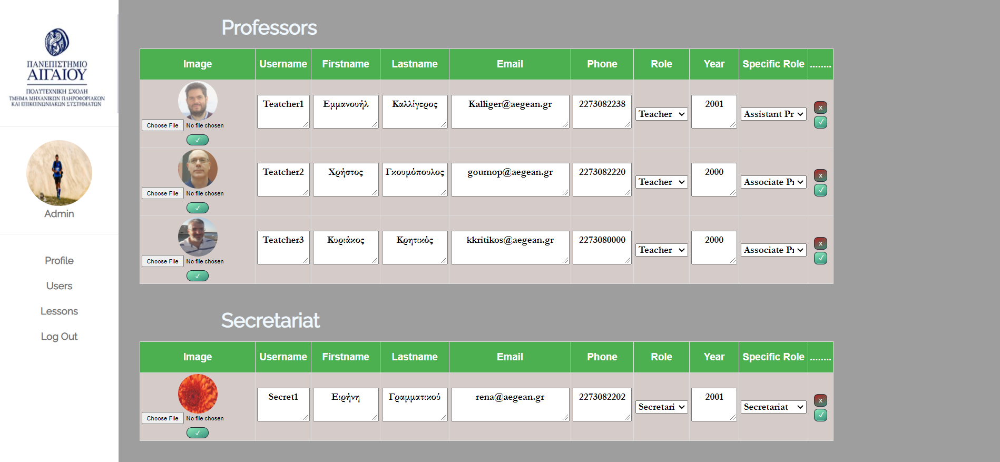 ΠΑΝΕΠΙΣΤΗΜΙΟ
ΑΙΓΑΙΟΥ
ΠΟΛΥΤΕΧΝΙΚΗ ΣΧΟΛΗ
ΤΜΗΜΑ ΜΗΧΑΝΙΚΩΝ ΠΛΗΡΟΦΟΡΙΑΚΩΝ
ΚΑΙ ΕΠΙΚΟΙΝΩΝΙΑΚΩΝ ΣΥΣΤΗΜΑΤΩΝ
Admin
Profile
Users
Lessons
Log Out
Professors
Image Username Firstname Lastname Email Phone Role Year Specific Role ........
Teatcher1 Εμμανουήλ Καλλίγερος Kalliger@aegean.gr 2273082238 Teacher 2001 Assistant Pr x
Choose File No file chosen ✓
✓
Teatcher2 Χρήστος Γκουμόπουλος goumop@aegean.gr 2273082220 Teacher 2000 Associate Pr x
Choose File No file chosen ✓
✓
Teatcher3 Κυριάκος Κρητικός kkritikos@aegean.gr 2273080000 Teacher 2000 Associate Pr x
Choose File No file chosen ✓
✓
Secretariat
Image Username Firstname Lastname Email Phone Role Year Specific Role ........
Secret1 Ειρήνη Γραμματικού rena@aegean.gr 2273082202 Secretari 2001 Secretariat x
Choose File No file chosen ✓
✓